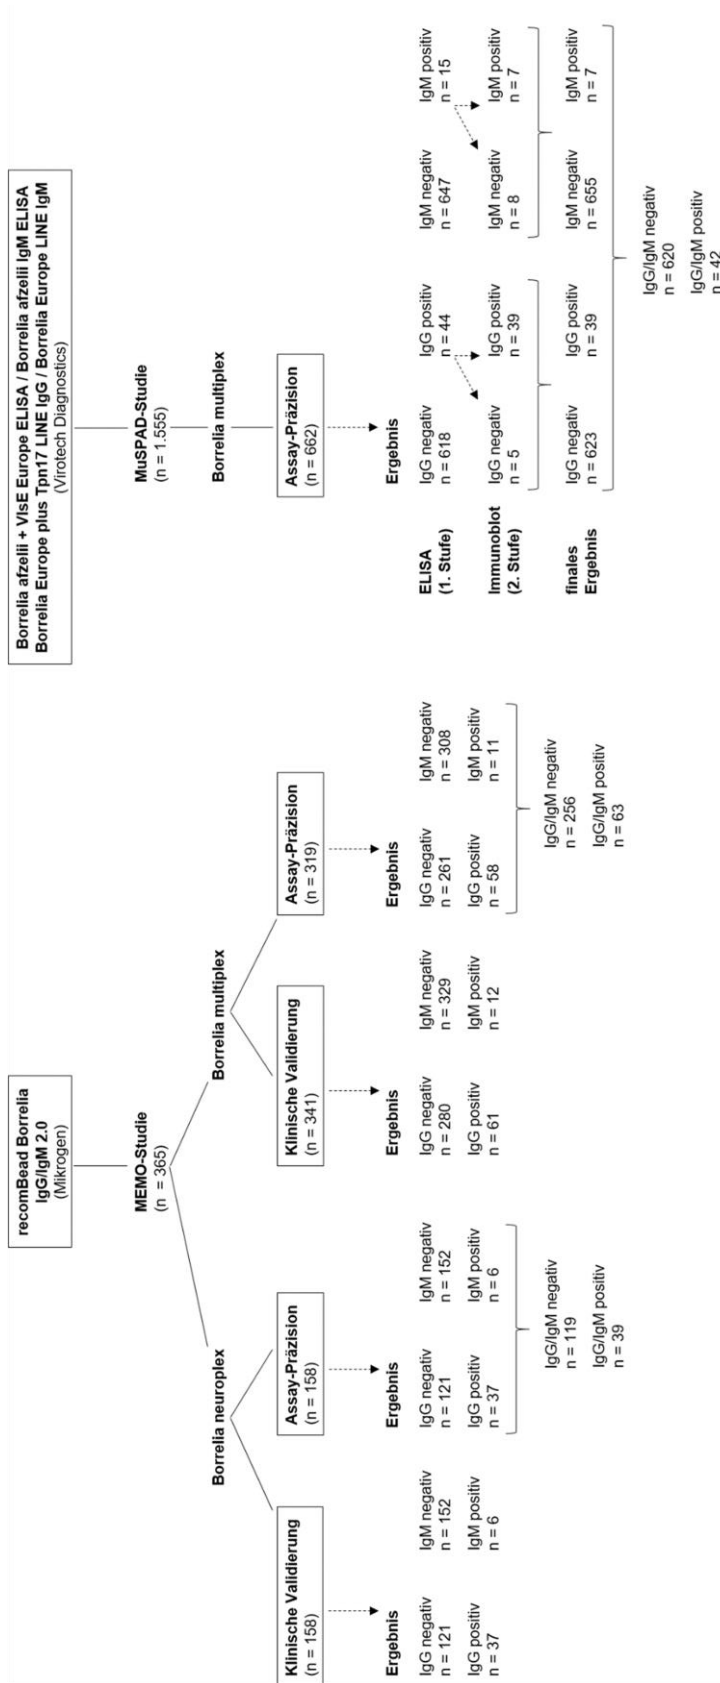 recomBead Borrelia
IgG/IgM 2.0
(Mikrogen)
MEMO-Studie
(n = 365)
Borrelia neuroplex
Borrelia multiplex
Klinische Validierung
(n = 158)
Assay-Präzision
(n = 158)
Klinische Validierung
(n = 341)
Assay-Präzision
(n = 319)
Ergebnis
Ergebnis
Ergebnis
Ergebnis
IgG negativ
n = 121
IgM negativ
n = 152
IgG positiv
n = 37
IgM positiv
n = 6
IgG negativ
n = 121
IgM negativ
n = 152
IgG positiv
n = 37
IgM positiv
n = 6
IgG/IgM negativ
n = 119
IgG/IgM positiv
n = 39
IgG negativ
n = 280
IgM negativ
n = 329
IgG positiv
n = 61
IgM positiv
n = 12
IgG negativ
n = 261
IgM negativ
n = 308
IgG positiv
n = 58
IgM positiv
n = 11
IgG/IgM negativ
n = 256
IgG/IgM positiv
n = 63
Borrelia afzelii + VlsE Europe ELISA / Borrelia afzelii IgM ELISA
Borrelia Europe plus Tpn17 LINE IgG / Borrelia Europe LINE IgM
(Virotech Diagnostics)
MuSPAD-Studie
(n = 1.555)
Borrelia multiplex
Assay-Präzision
(n = 662)
Ergebnis
ELISA
(1. Stufe)
IgG negativ
n = 618
IgG positiv
n = 44
IgM negativ
n = 647
IgM positiv
n = 15
Immunoblot
(2. Stufe)
IgG negativ
n = 5
IgG positiv
n = 39
IgM negativ
n = 8
IgM positiv
n = 7
finales
Ergebnis
IgG negativ
n = 623
IgG positiv
n = 39
IgM negativ
n = 655
IgM positiv
n = 7
IgG/IgM negativ
n = 620
IgG/IgM positiv
n = 42